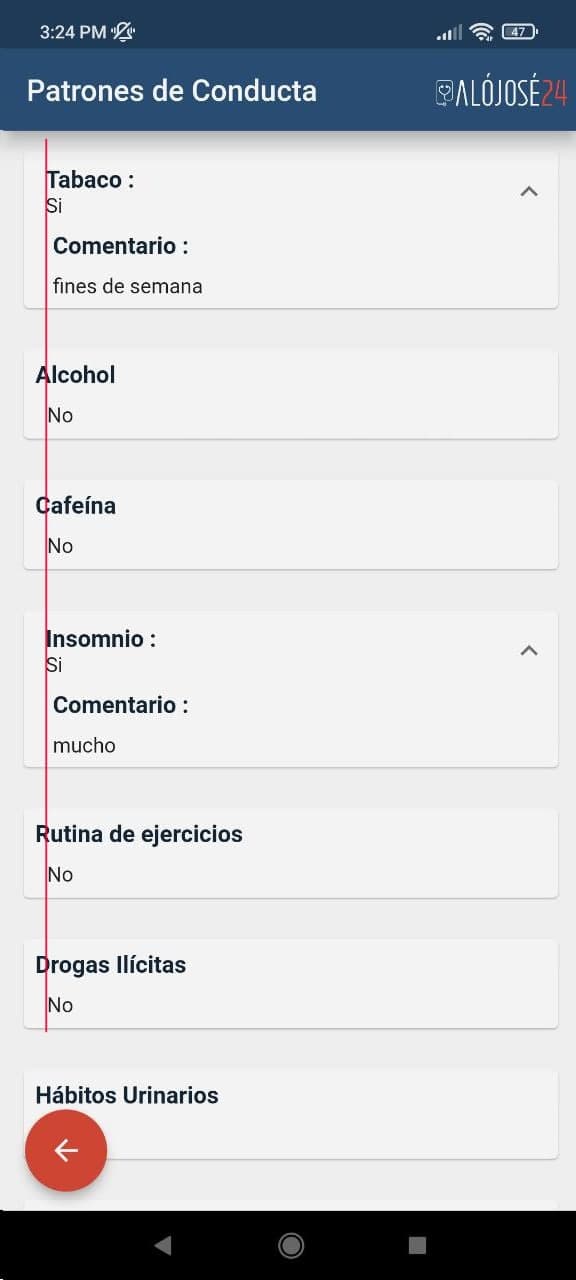 3:24 PM
47
Patrones de Conducta
ALÓJOSÉ24
Tabaco :
Si
Comentario :
fines de semana
Alcohol
No
Cafeína
No
Insomnio :
Si
Comentario :
mucho
Rutina de ejercicios
No
Drogas Ilícitas
No
Hábitos Urinarios